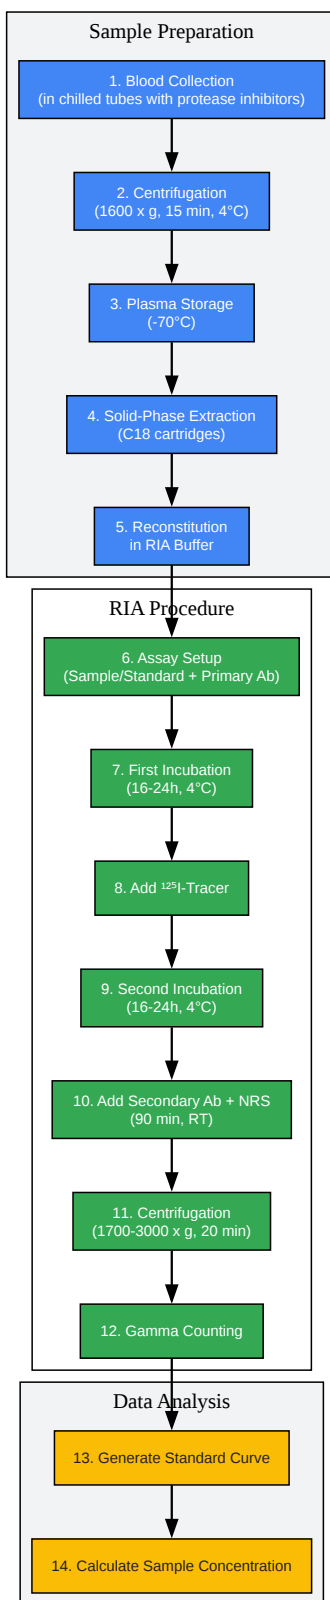 Sample Preparation
1. Blood Collection
(in chilled tubes with protease inhibitors)
2. Centrifugation
(1600 x g, 15 min, 4°C)
3. Plasma Storage
(-70°C)
4. Solid-Phase Extraction
(C18 cartridges)
5. Reconstitution
in RIA Buffer
RIA Procedure
6. Assay Setup
(Sample/Standard + Primary Ab)
7. First Incubation
(16-24h, 4°C)
8. Add ¹²⁵I-Tracer
9. Second Incubation
(16-24h, 4°C)
10. Add Secondary Ab + NRS
(90 min, RT)
11. Centrifugation
(1700-3000 x g, 20 min)
12. Gamma Counting
Data Analysis
13. Generate Standard Curve
14. Calculate Sample Concentration